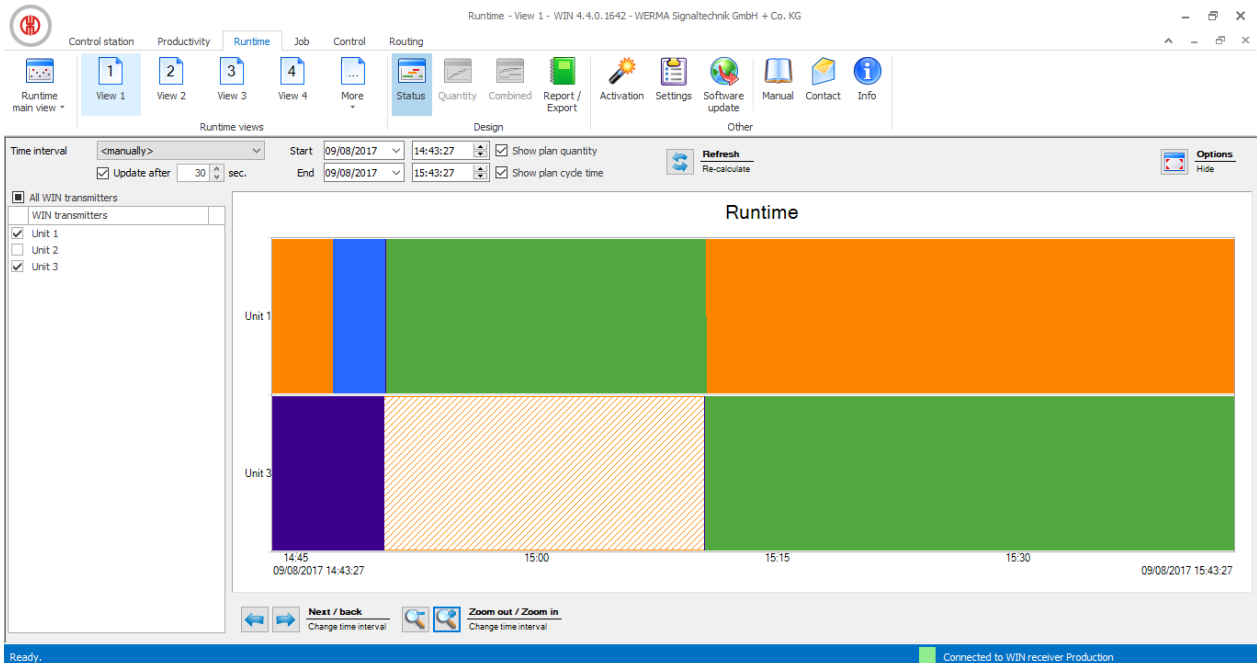 Runtime - View 1 - WIN 4.4.0.1642 - WERMA Signaltechnik GmbH + Co. KG
Control station Productivity Runtime Job Control Routing
1 2 3 4 ...
Runtime main view View 1 View 2 View 3 View 4 More Status Quantity Combined Report / Export Activation Settings Software update Manual Contact Info
Runtime views Design Other
Time interval <manually> Start 09/08/2017 14:43:27 Show plan quantity Refresh Options
Update after 30 sec. End 09/08/2017 15:43:27 Show plan cycle time Re-calculate Hide
All WIN transmitters
WIN transmitters
Unit 1
Unit 2
Unit 3
Runtime
Unit 1
Unit 3
14:45 15:00 15:15 15:30
09/08/2017 14:43:27 09/08/2017 15:43:27
Next / back Zoom out / Zoom in
Change time interval Change time interval
Ready. Connected to WIN receiver Production